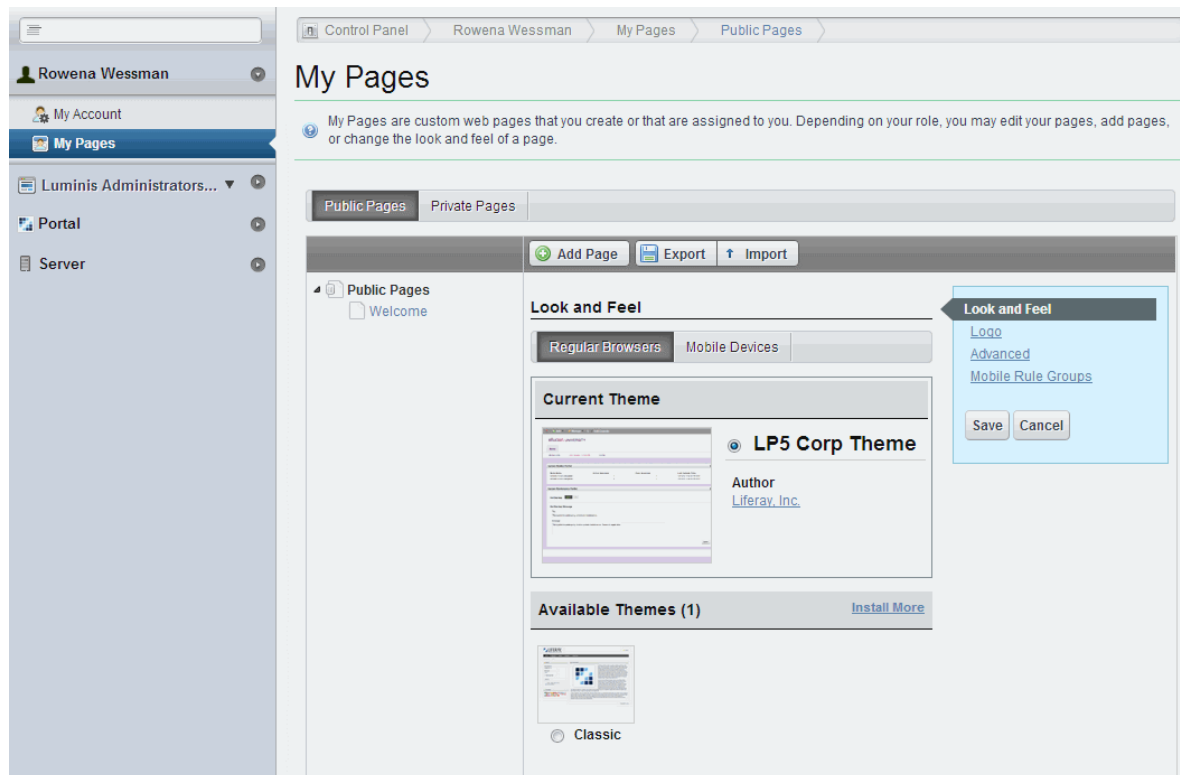 Control Panel
Rowena Wessman
My Pages
Public Pages
Rowena Wessman
My Account
My Pages
Luminis Administrators...
Portal
Server
My Pages
My Pages are custom web pages that you create or that are assigned to you. Depending on your role, you may edit your pages, add pages,
or change the look and feel of a page.
Public Pages
Private Pages
Add Page
Export
Import
Public Pages
Welcome
Look and Feel
Regular Browsers
Mobile Devices
Current Theme
LP5 Corp Theme
Author
Liferay, Inc.
Available Themes (1)
Install More
Classic
Look and Feel
Logo
Advanced
Mobile Rule Groups
Save
Cancel